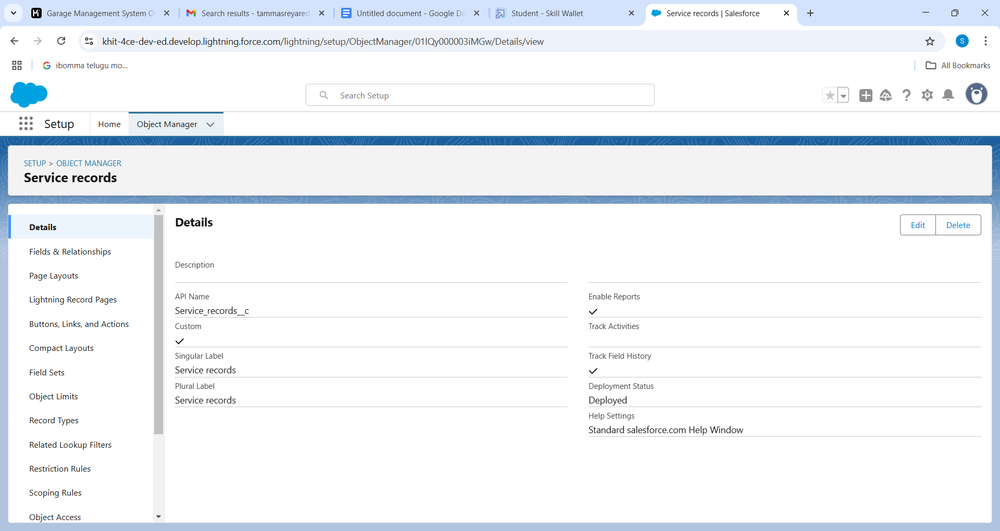 Garage Management System O
Search results - tammasreyared
Untitled document - Google Do
Student - Skill Wallet
Service records | Salesforce
khit-4ce-dev-ed.develop.lightning.force.com/lightning/setup/ObjectManager/01IQy000003iMGw/Details/view
S
ibomma telugu mo...
All Bookmarks
Search Setup
Setup
Home
Object Manager
SETUP > OBJECT MANAGER
Service records
Details
Fields & Relationships
Page Layouts
Lightning Record Pages
Buttons, Links, and Actions
Compact Layouts
Field Sets
Object Limits
Record Types
Related Lookup Filters
Restriction Rules
Scoping Rules
Object Access
Details
Edit
Delete
Description
API Name
Service_records__c
Custom
Singular Label
Service records
Plural Label
Service records
Enable Reports
Track Activities
Track Field History
Deployment Status
Deployed
Help Settings
Standard salesforce.com Help Window